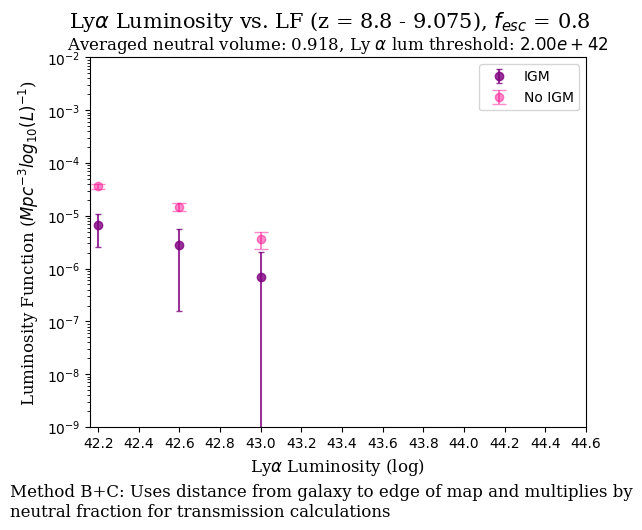 Lyα Luminosity vs. LF (z = 8.8 - 9.075), f_esc = 0.8
Averaged neutral volume: 0.918, Ly α lum threshold: 2.00e + 42
IGM
No IGM
Luminosity Function (Mpc⁻³log₁₀(L)⁻¹)
10⁻²
10⁻³
10⁻⁴
10⁻⁵
10⁻⁶
10⁻⁷
10⁻⁸
10⁻⁹
42.2 42.4 42.6 42.8 43.0 43.2 43.4 43.6 43.8 44.0 44.2 44.4 44.6
Lyα Luminosity (log)
Method B+C: Uses distance from galaxy to edge of map and multiplies by
neutral fraction for transmission calculations